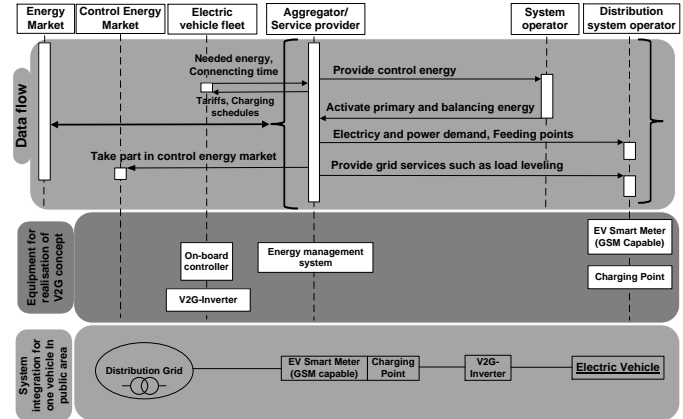 Energy
Market
Control Energy
Market
Electric
vehicle fleet
Aggregator/
Service provider
System
operator
Distribution
system operator
Data flow
Needed energy,
Connencting time
Tariffs, Charging
schedules
Provide control energy
Activate primary and balancing energy
Electricy and power demand, Feeding points
Take part in control energy market
Provide grid services such as load leveling
Equipment for
realisation of
V2G concept
On-board
controller
V2G-Inverter
Energy management
system
EV Smart Meter
(GSM Capable)
Charging Point
System
integration for
one vehicle In
public area
Distribution Grid
EV Smart Meter
(GSM capable)
Charging
Point
V2G-
Inverter
Electric Vehicle